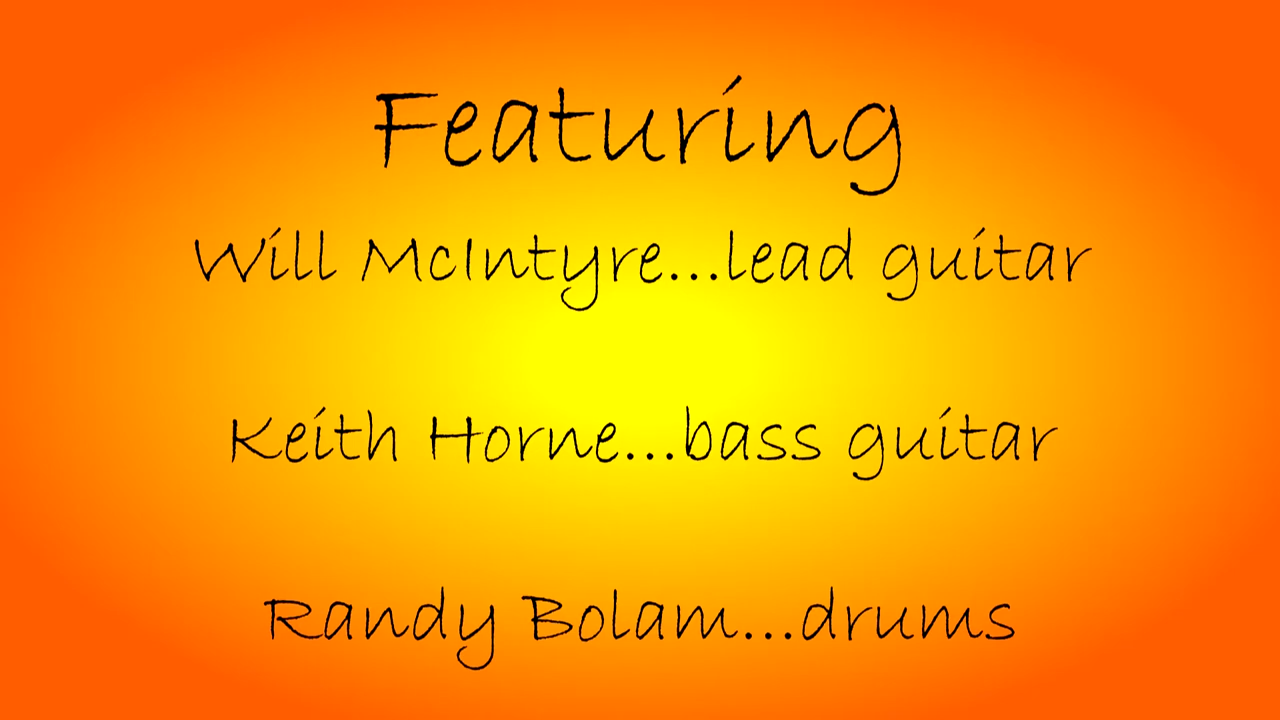 Featuring
Will McIntyre...lead guitar
Keith Horne...bass guitar
Randy Bolam...drums